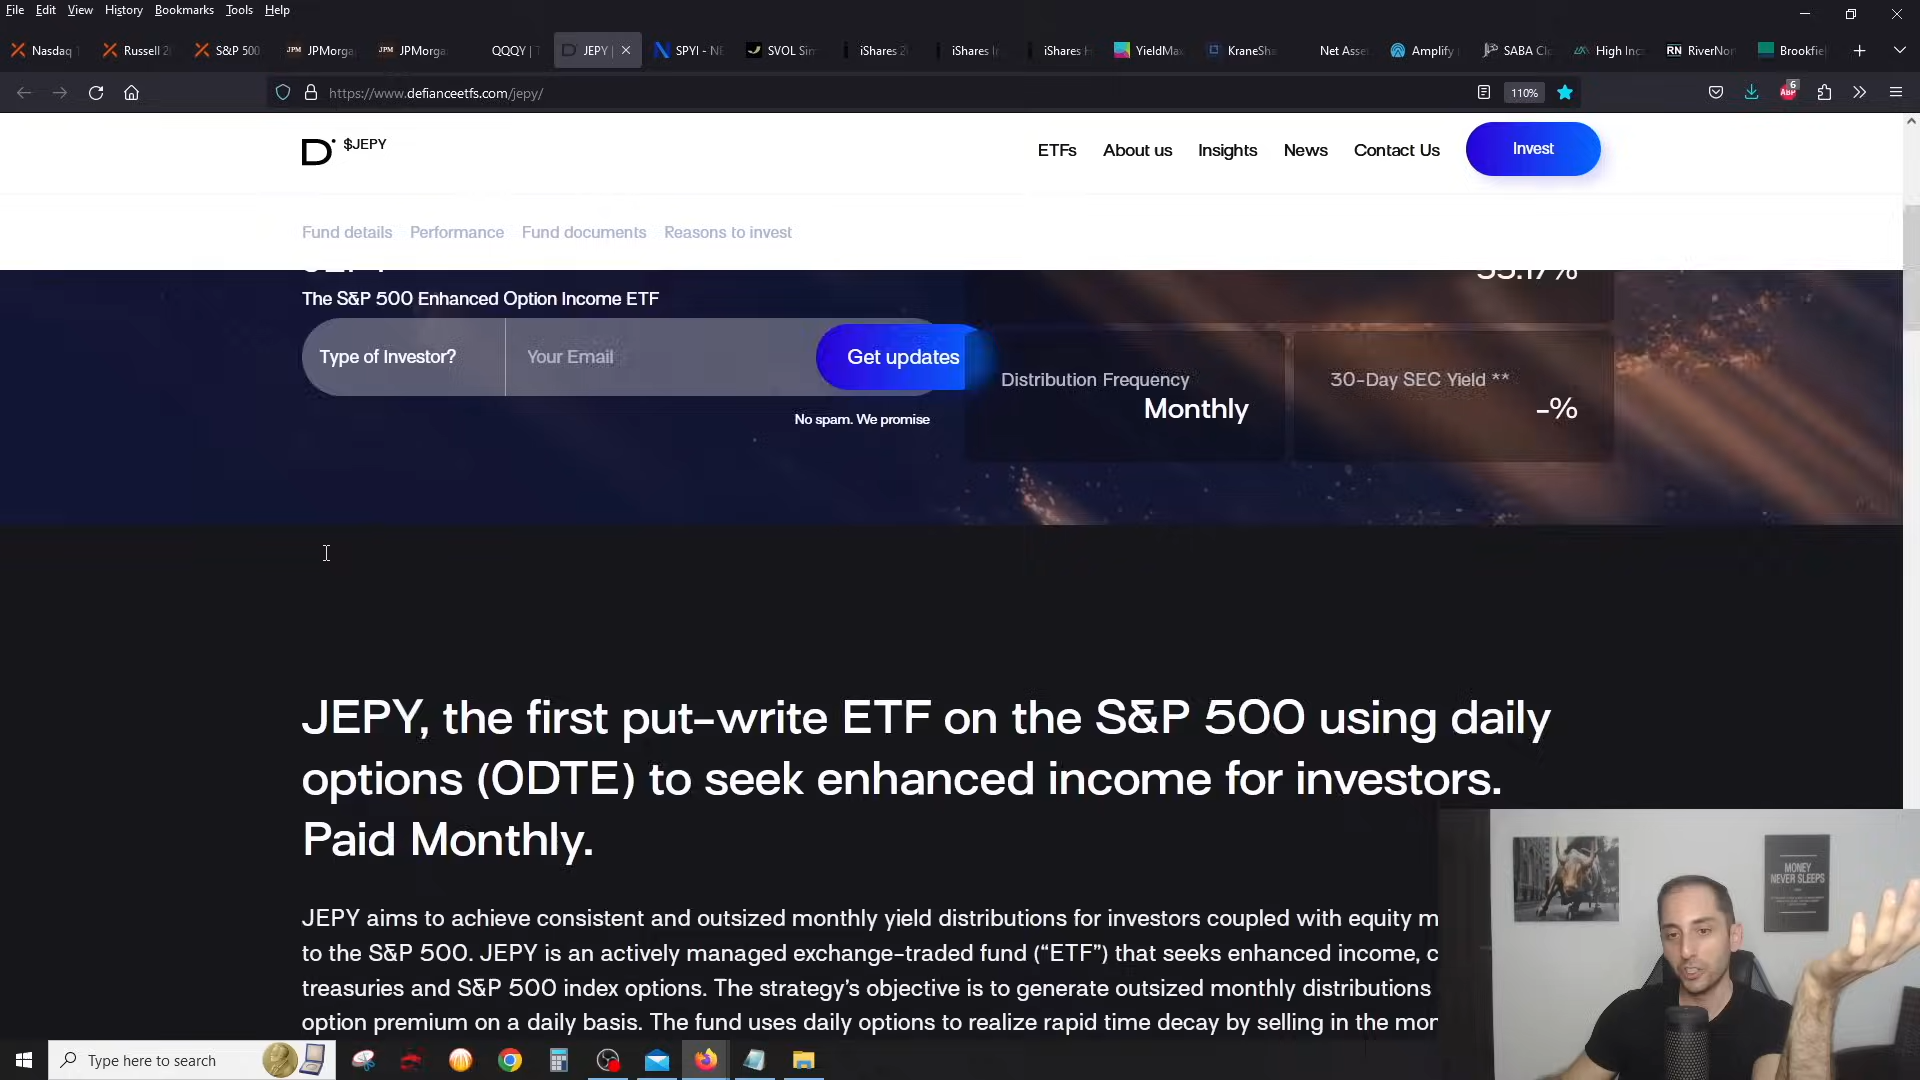 File Edit View History Bookmarks Tools Help
Nasdaq Russell 2 S&P 500 JPMorga JPMorga QQQY | T JEPY | SPYI - NE SVOL Sim iShares 2 iShares I iShares H YieldMax KraneSha Net Asse Amplify SABA Cl High Inc RiverNor Brookfiel
https://www.defianceetfs.com/jepy/
110%
6
ABP
$JEPY
ETFs About us Insights News Contact Us Invest
Fund details Performance Fund documents Reasons to invest
The S&P 500 Enhanced Option Income ETF
Type of Investor? Your Email Get updates
No spam. We promise
Distribution Frequency
Monthly
30-Day SEC Yield **
-%
JEPY, the first put-write ETF on the S&P 500 using daily
options (0DTE) to seek enhanced income for investors.
Paid Monthly.
JEPY aims to achieve consistent and outsized monthly yield distributions for investors coupled with equity m
to the S&P 500. JEPY is an actively managed exchange-traded fund (“ETF”) that seeks enhanced income, c
treasuries and S&P 500 index options. The strategy’s objective is to generate outsized monthly distributions
option premium on a daily basis. The fund uses daily options to realize rapid time decay by selling in the mon
MONEY
NEVER SLEEPS
Type here to search